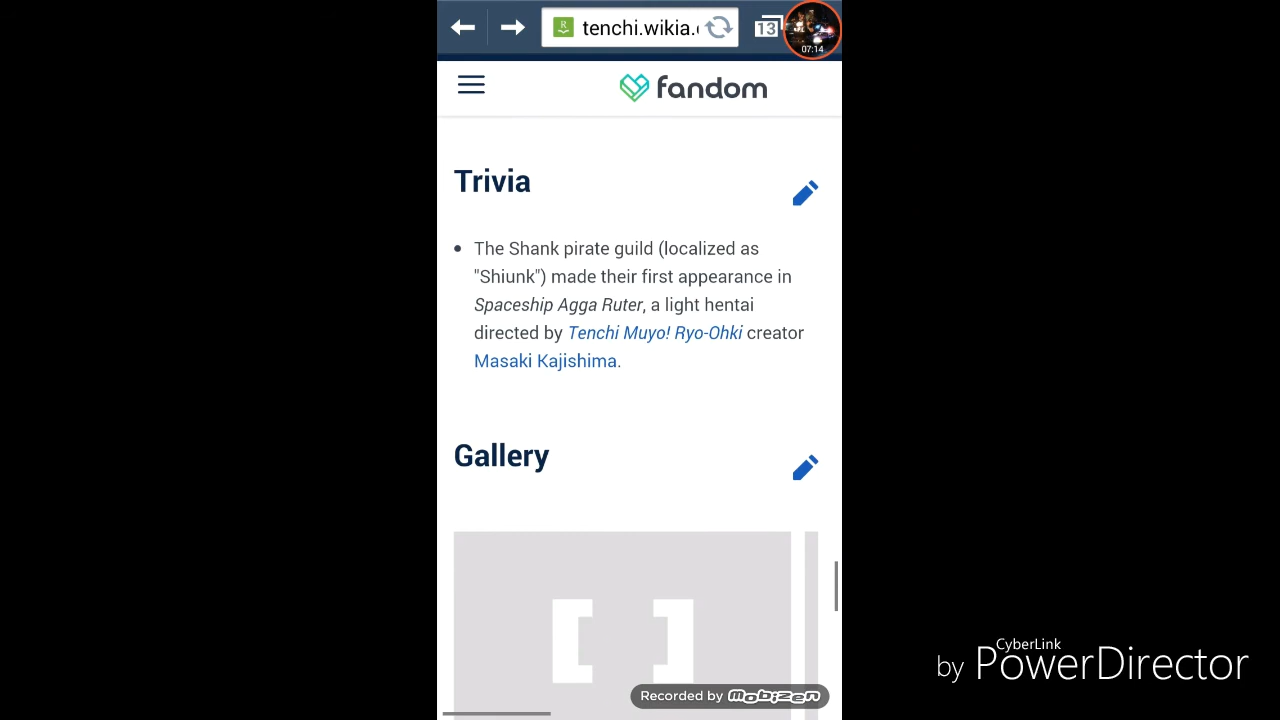 tenchi.wikia.
13
07:14
fandom
Trivia
• The Shank pirate guild (localized as
"Shiunk") made their first appearance in
Spaceship Agga Ruter, a light hentai
directed by Tenchi Muyo! Ryo-Ohki creator
Masaki Kajishima.
Gallery
[ ]
CyberLink
by PowerDirector
Recorded by Mobizen